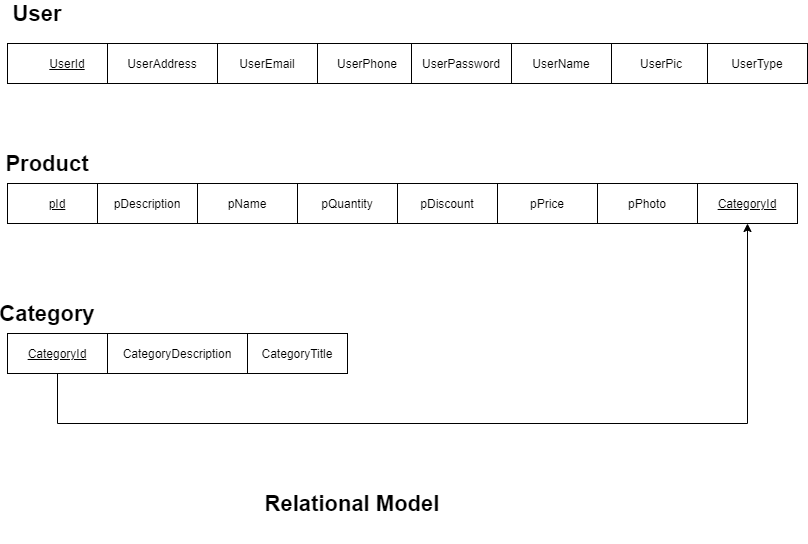 User
UserId UserAddress UserEmail UserPhone UserPassword UserName UserPic UserType
Product
pId pDescription pName pQuantity pDiscount pPrice pPhoto CategoryId
Category
CategoryId CategoryDescription CategoryTitle
Relational Model